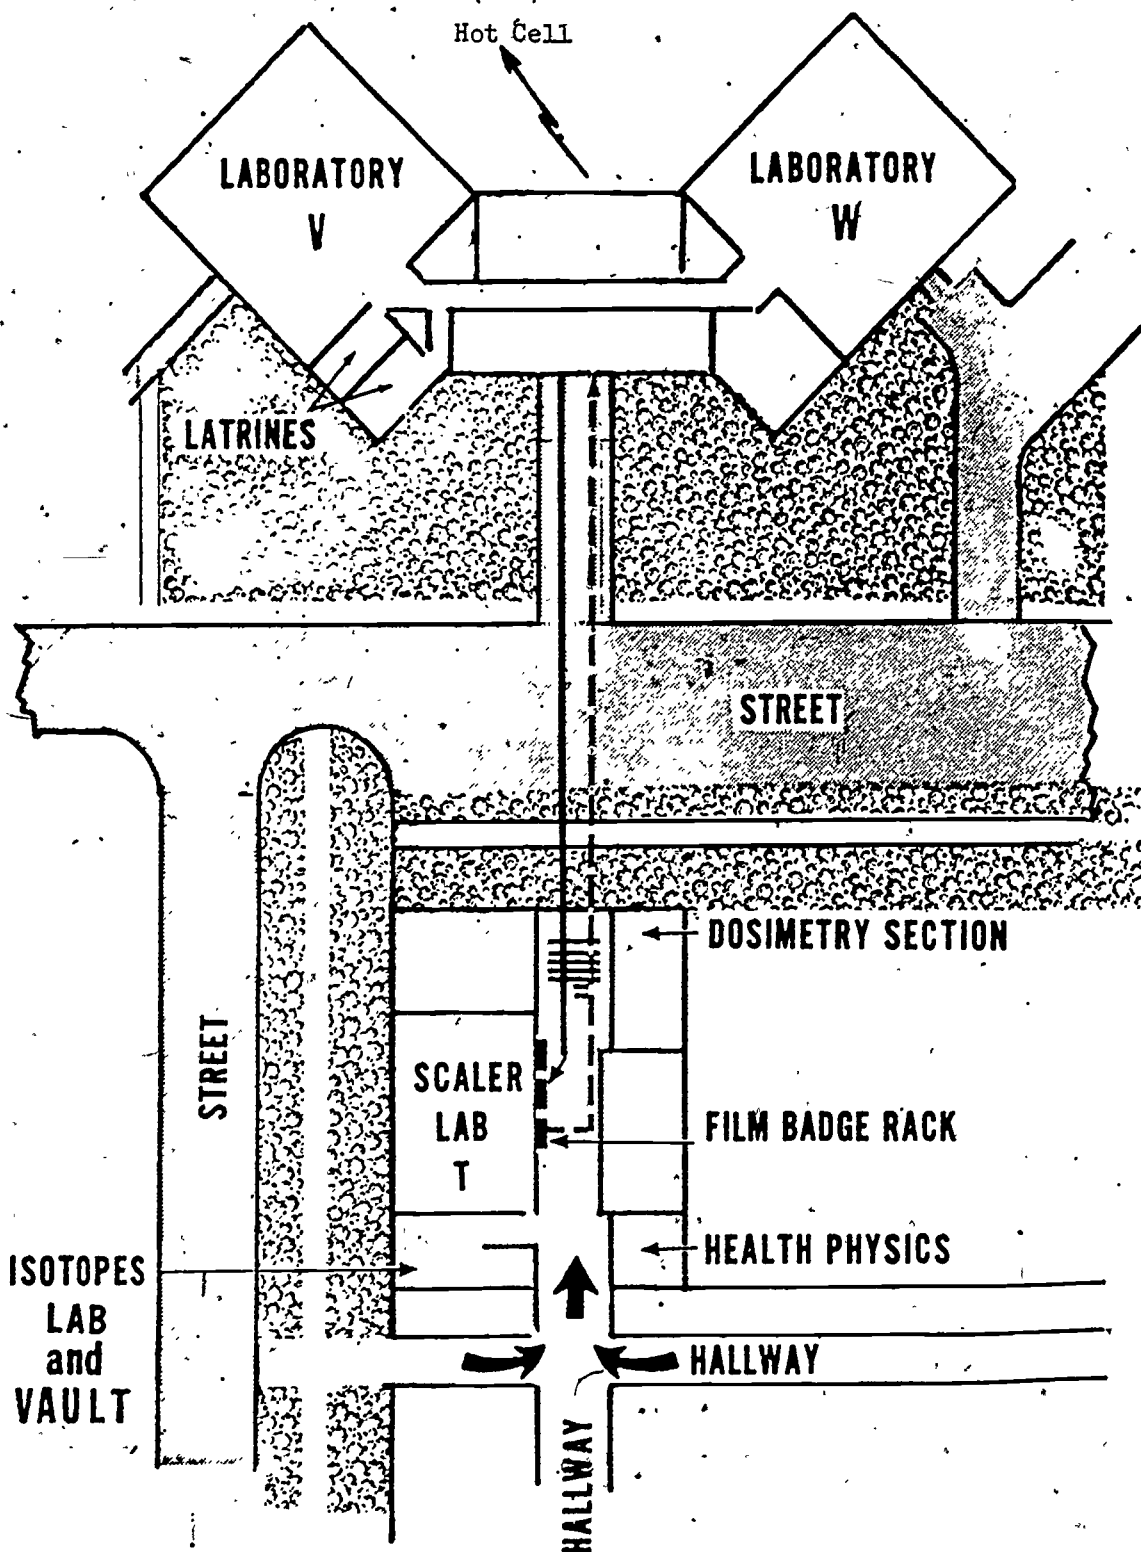 Hot Cell
LABORATORY
V
LABORATORY
W
LATRINES
STREET
DOSIMETRY SECTION
STREET
SCALER
LAB
T
FILM BADGE RACK
HEALTH PHYSICS
ISOTOPES
LAB
and
VAULT
HALLWAY
HALLWAY